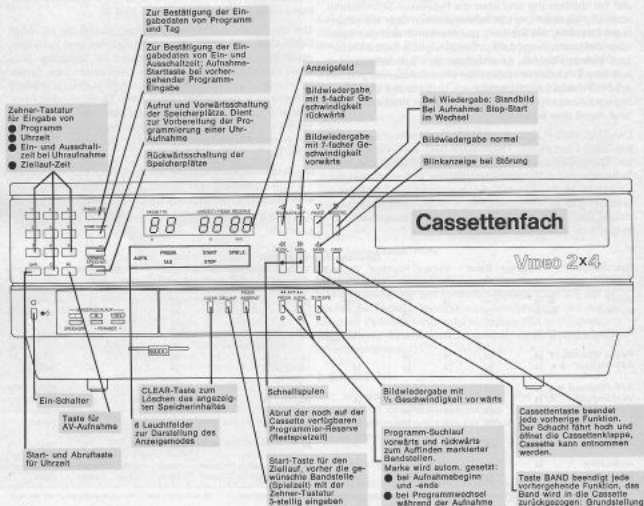 Zur Bestätigung der Ein-
gabedaten von Programm
und Tag
Zur Bestätigung der Ein-
gabedaten von Ein- und
Ausschaltzeit; Aufnahme-
Starttaste bei vorher-
gehender Programm-
Eingabe
Aufruf und Vorwärtsschaltung
der Speicherplätze. Dient
zur Vorbereitung der Pro-
grammierung einer Uhr-
Aufnahme
Rückwärtsschaltung der
Speicherplätze
Zehner-Tastatur
für Eingabe von
● Programm
● Uhrzeit
● Ein- und Ausschalt-
zeit bei Uhraufnahme
● Ziellauf-Zeit
Anzeigefeld
Bildwiedergabe
mit 5-facher Ge-
schwindigkeit
rückwärts
Bildwiedergabe
mit 7-facher Ge-
schwindigkeit
vorwärts
Bei Wiedergabe: Standbild
Bei Aufnahme: Stop-Start
im Wechsel
Bildwiedergabe normal
Blinkanzeige bei Störung
88 88 88
AUFN. PROGR. START SPIELZ.
TAG STOP
Cassettenfach
VIDEO 2x4
CLEAR ZIELLAUF
Ein-Schalter
Taste für
AV-Aufnahme
Start- und Abruftaste
für Uhrzeit
CLEAR-Taste zum
Löschen des angezeig-
ten Speicherinhaltes
6 Leuchtfelder
zur Darstellung des
Anzeigemodes
Schnellspulen
Abruf der noch auf der
Cassette verfügbaren
Programmier-Reserve
(Restspielzeit)
Start-Taste für den
Ziellauf, vorher die ge-
wünschte Bandstelle
(Spielzeit) mit der
Zehner-Tastatur
3-stellig eingeben
Bildwiedergabe mit
⅓ Geschwindigkeit vorwärts
Programm-Suchlauf
vorwärts und rückwärts
zum Auffinden markierter
Bandstellen.
Marke wird autom. gesetzt:
● bei Aufnahmebeginn
und -ende
● bei Programmwechsel
während der Aufnahme
Cassettentaste beendet
jede vorherige Funktion.
Der Schacht fährt hoch und
öffnet die Cassettenklappe,
Cassette kann entnommen
werden.
Taste BAND beendigt jede
vorhergehende Funktion, das
Band wird in die Cassette
zurückgezogen: Grundstellung